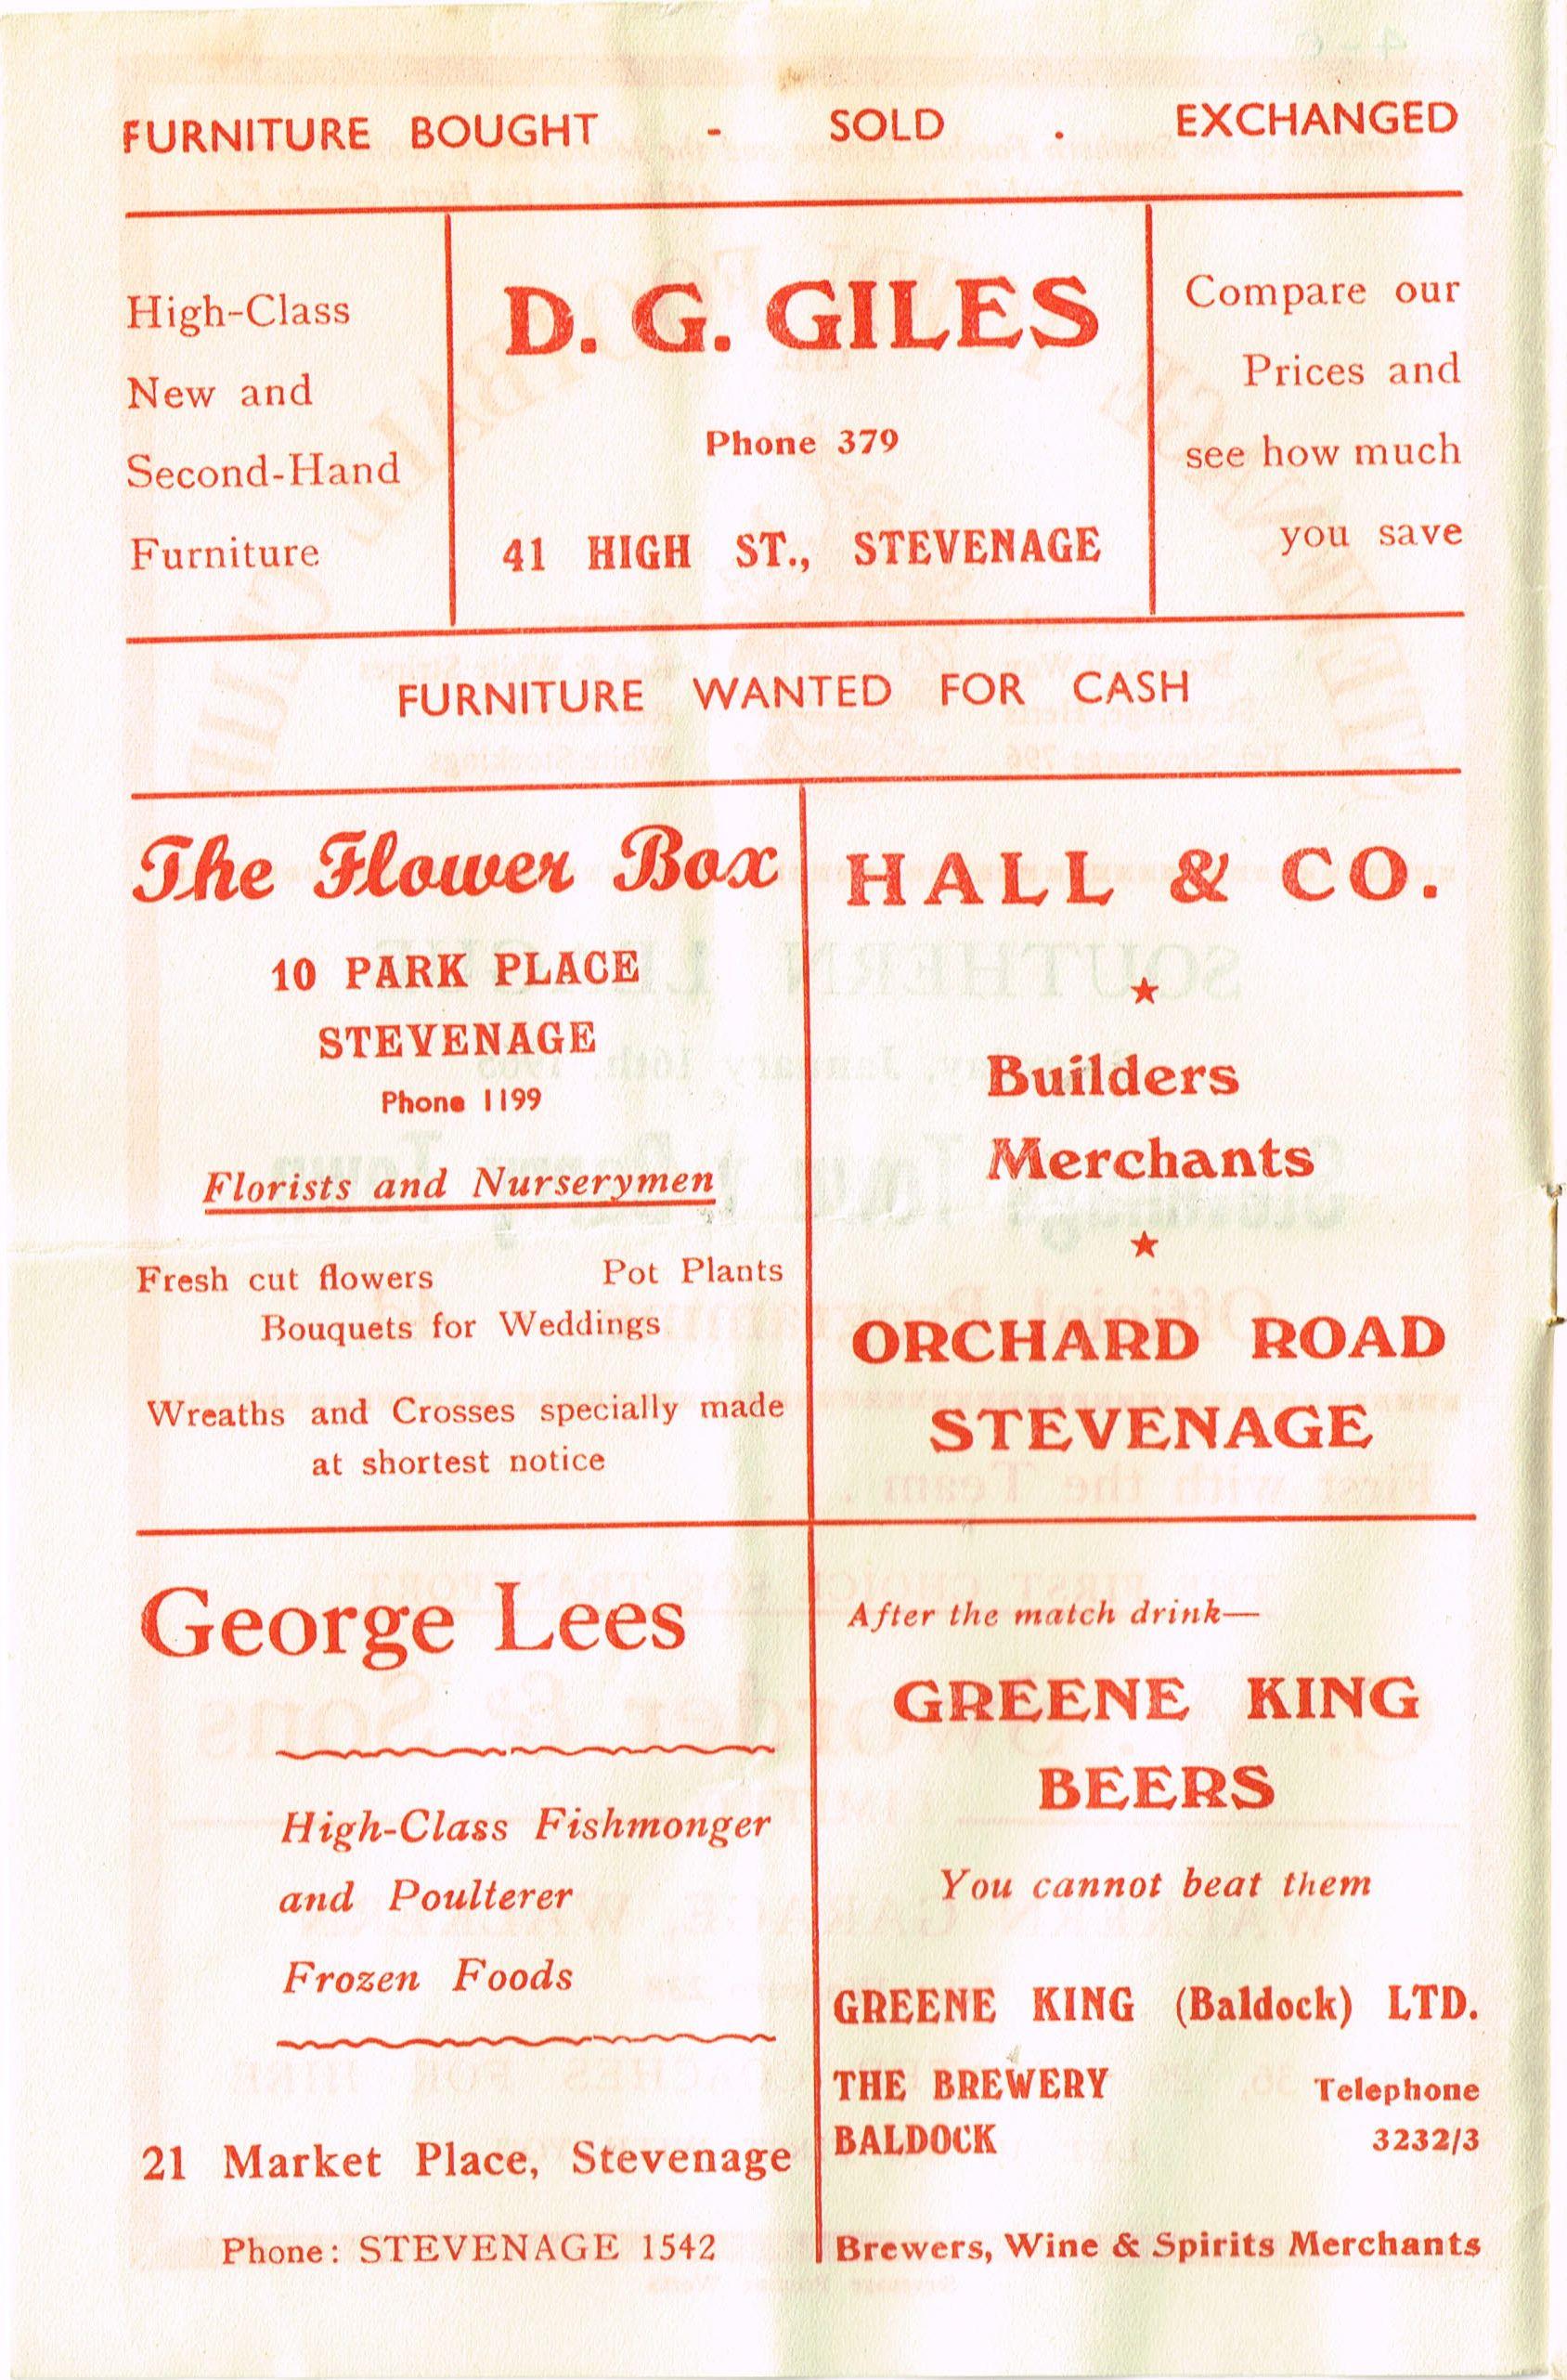 FURNITURE BOUGHT - SOLD . EXCHANGED
High-Class
New and
Second-Hand
Furniture
D. G. GILES
Phone 379
41 HIGH ST., STEVENAGE
Compare our
Prices and
see how much
you save
FURNITURE WANTED FOR CASH
The Flower Box
10 PARK PLACE
STEVENAGE
Phone 1199
Florists and Nurserymen
Fresh cut flowers Pot Plants
Bouquets for Weddings
Wreaths and Crosses specially made
at shortest notice
HALL & CO.
★
Builders
Merchants
★
ORCHARD ROAD
STEVENAGE
George Lees
High-Class Fishmonger
and Poulterer
Frozen Foods
21 Market Place, Stevenage
Phone: STEVENAGE 1542
After the match drink—
GREENE KING
BEERS
You cannot beat them
GREENE KING (Baldock) LTD.
THE BREWERY Telephone
BALDOCK 3232/3
Brewers, Wine & Spirits Merchants